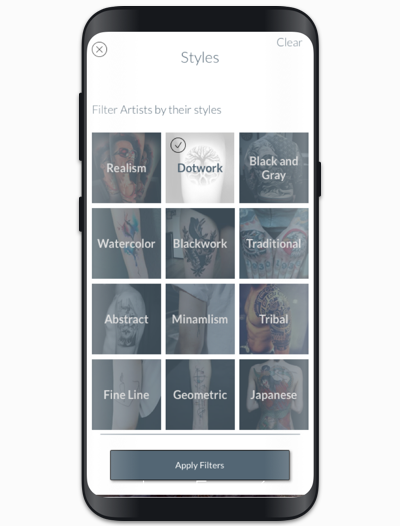 Clear
Styles
Filter Artists by their styles
Realism
Dotwork
Black and
Gray
Watercolor
Blackwork
Traditional
Abstract
Minamlism
Tribal
Fine Line
Geometric
Japanese
Apply Filters